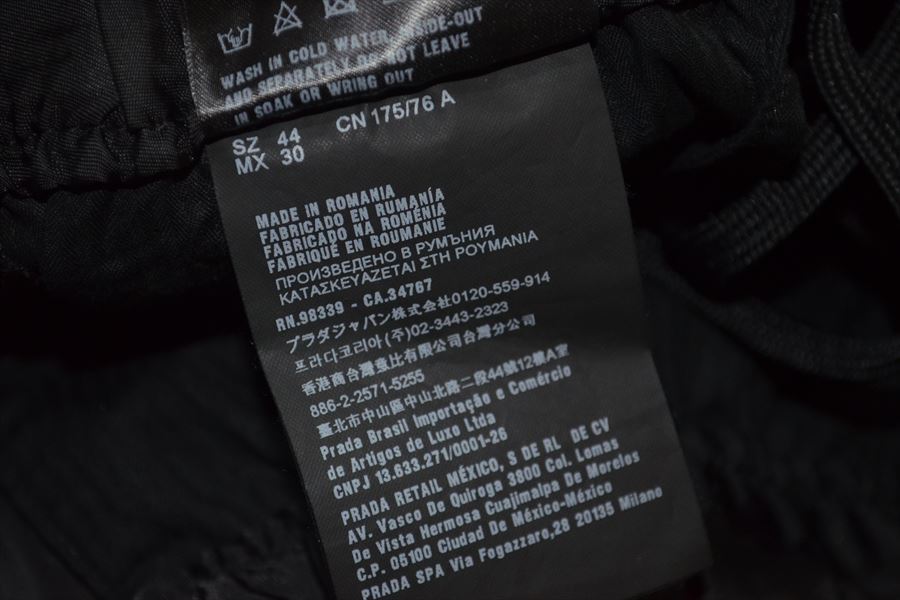 WASH IN COLD WATER, INSIDE-OUT
AND SEPARATELY DO NOT LEAVE
IN SOAK OR WRING OUT
SZ 44 CN 175/76 A
MX 30
MADE IN ROMANIA
FABRICADO EN RUMANÍA
FABRICADO NA ROMÉNIA
FABRIQUÉ EN ROUMANIE
ПРОИЗВЕДЕНО В РУМЪНИЯ
ΚΑΤΑΣΚΕΥΑΖΕΤΑΙ ΣΤΗ ΡΟΥΜΑΝΙΑ
RN.98339 - CA.34767
プラダジャパン株式会社0120-559-914
프라다코리아(주)02-3443-2323
香港商台灣意比有限公司台灣分公司
886-2-2571-5255
臺北市中山區中山北路二段44號12樓A室
Prada Brasil Importação e Comércio
de Artigos de Luxo Ltda
CNPJ 13.633.271/0001-26
PRADA RETAIL MÉXICO, S DE RL DE CV
AV. Vasco De Quiroga 3800 Col. Lomas
De Vista Hermosa Cuajimalpa De Morelos
C.P. 05100 Ciudad De México-México
PRADA SPA Via Fogazzaro,28 20135 Milano